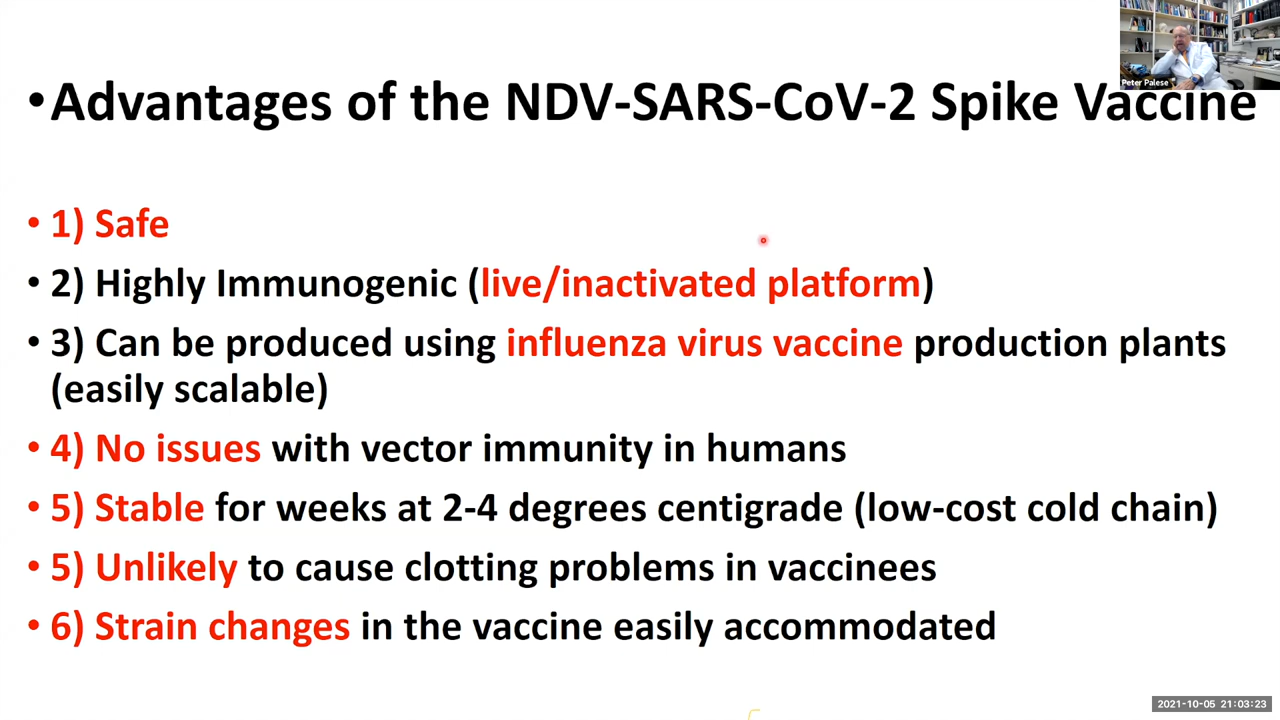 Peter Palese
•Advantages of the NDV-SARS-CoV-2 Spike Vaccine
• 1) Safe
• 2) Highly Immunogenic (live/inactivated platform)
• 3) Can be produced using influenza virus vaccine production plants
(easily scalable)
• 4) No issues with vector immunity in humans
• 5) Stable for weeks at 2-4 degrees centigrade (low-cost cold chain)
• 5) Unlikely to cause clotting problems in vaccinees
• 6) Strain changes in the vaccine easily accommodated
2021-10-05 21:03:23